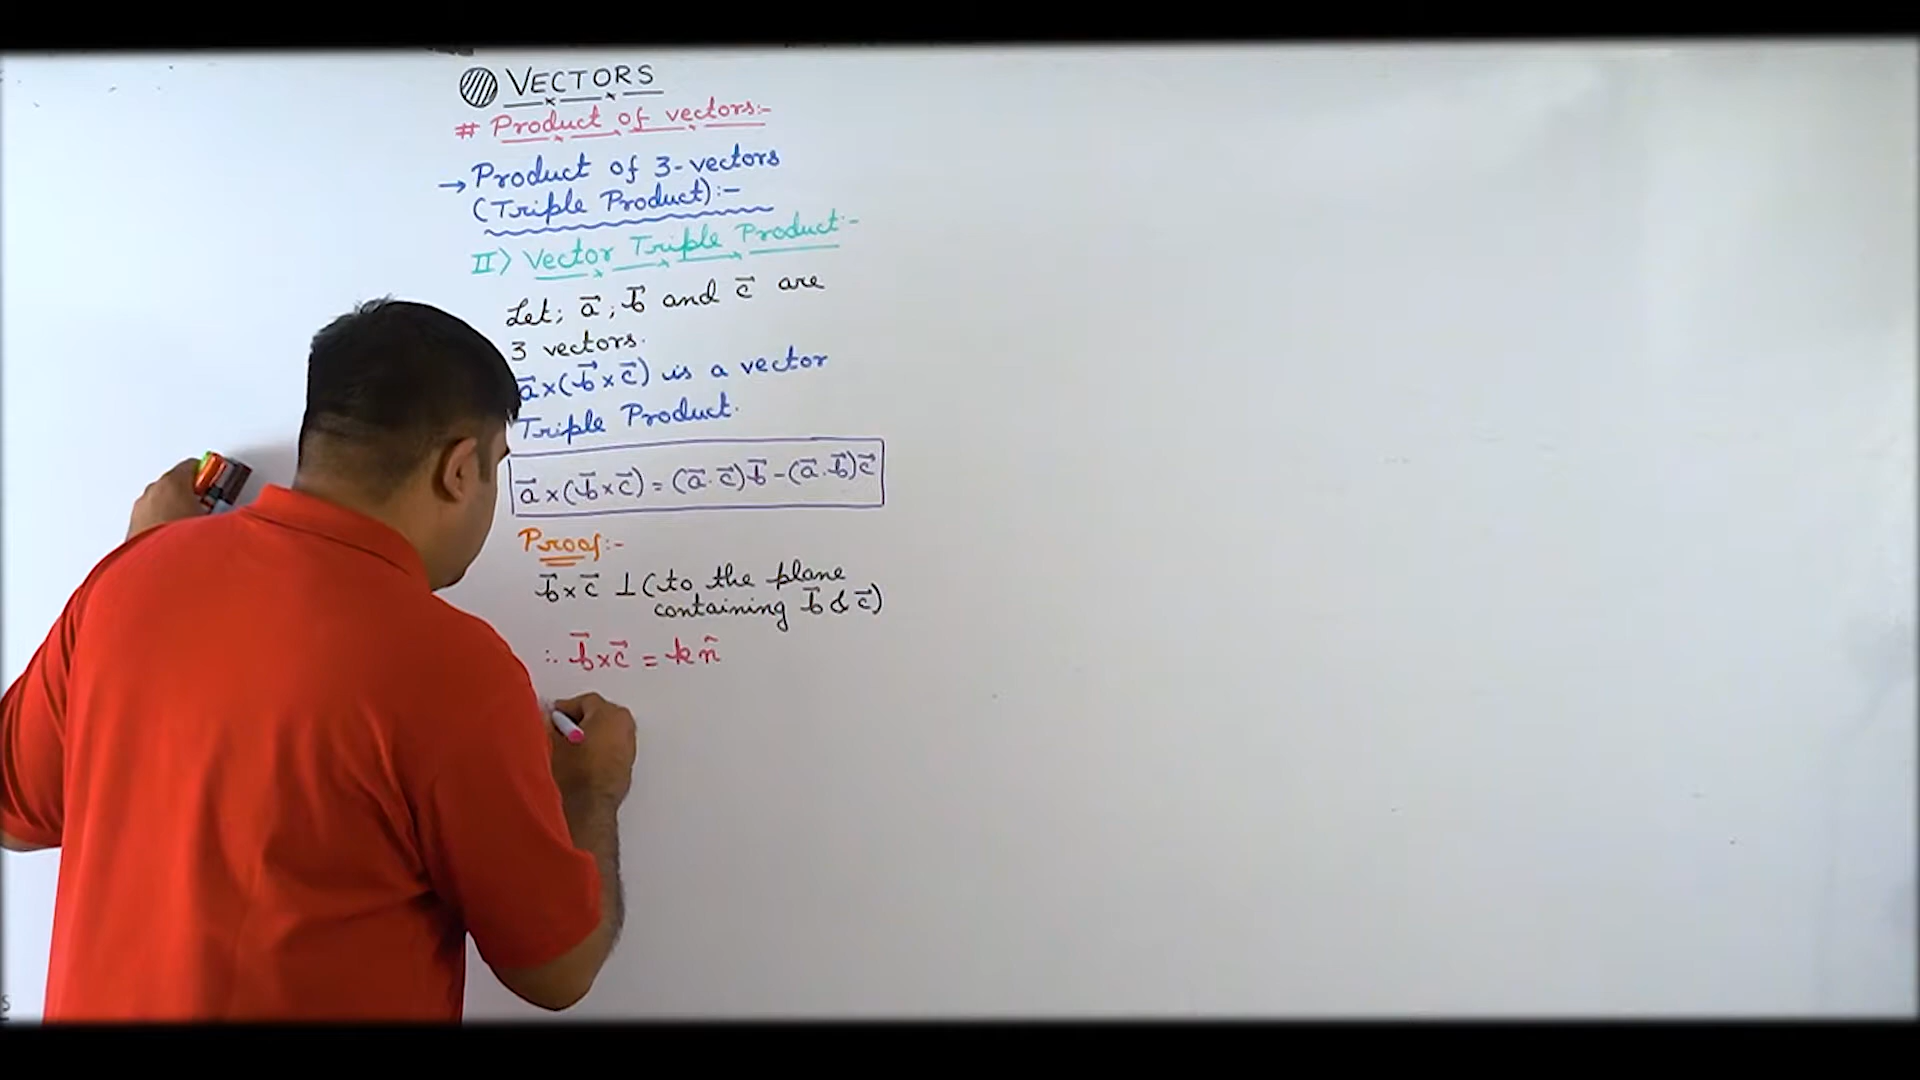 VECTORS
# Product of vectors:-
→ Product of 3-vectors
(Triple Product):-
II) Vector Triple Product:-
Let; a⃗ ; b⃗ and c⃗ are
3 vectors.
a⃗×(b⃗×c⃗) is a vector
Triple Product.
a⃗×(b⃗×c⃗) = (a⃗.c⃗)b⃗-(a⃗.b⃗)c⃗
Proof:-
b⃗×c⃗ ⊥ (to the plane
containing b⃗ & c⃗)
∴ b⃗×c⃗ = k n̂